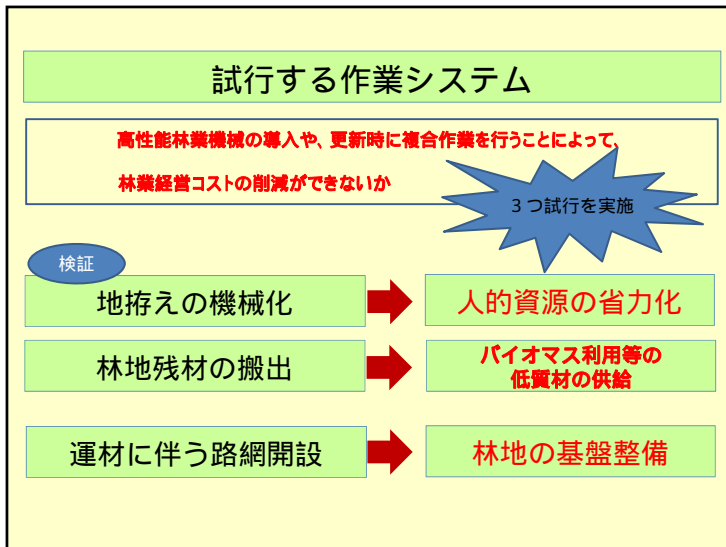 試行する作業システム
高性能林業機械の導入や、更新時に複合作業を行うことによって、
林業経営コストの削減ができないか
３つ試行を実施
検証
地拵えの機械化
人的資源の省力化
林地残材の搬出
バイオマス利用等の
低質材の供給
運材に伴う路網開設
林地の基盤整備